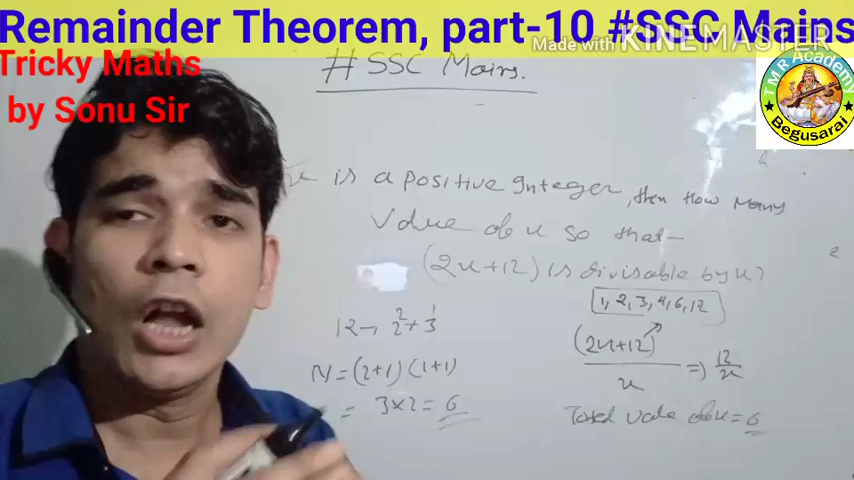 Remainder Theorem, part-10 #SSC Mains
Made with KINEMASTER
Tricky Maths
by Sonu Sir
TMR Academy
Begusarai
#SSC Mains.
x is a positive Integer, then How Many
Value of x so that-
(2x+12) is divisable by x?
1, 2, 3, 4, 6, 12
12→ 2² + 3¹
(2x+12)/x => 12/x
N = (2+1) (1+1)
= 3×2 = 6
Total value of x = 6